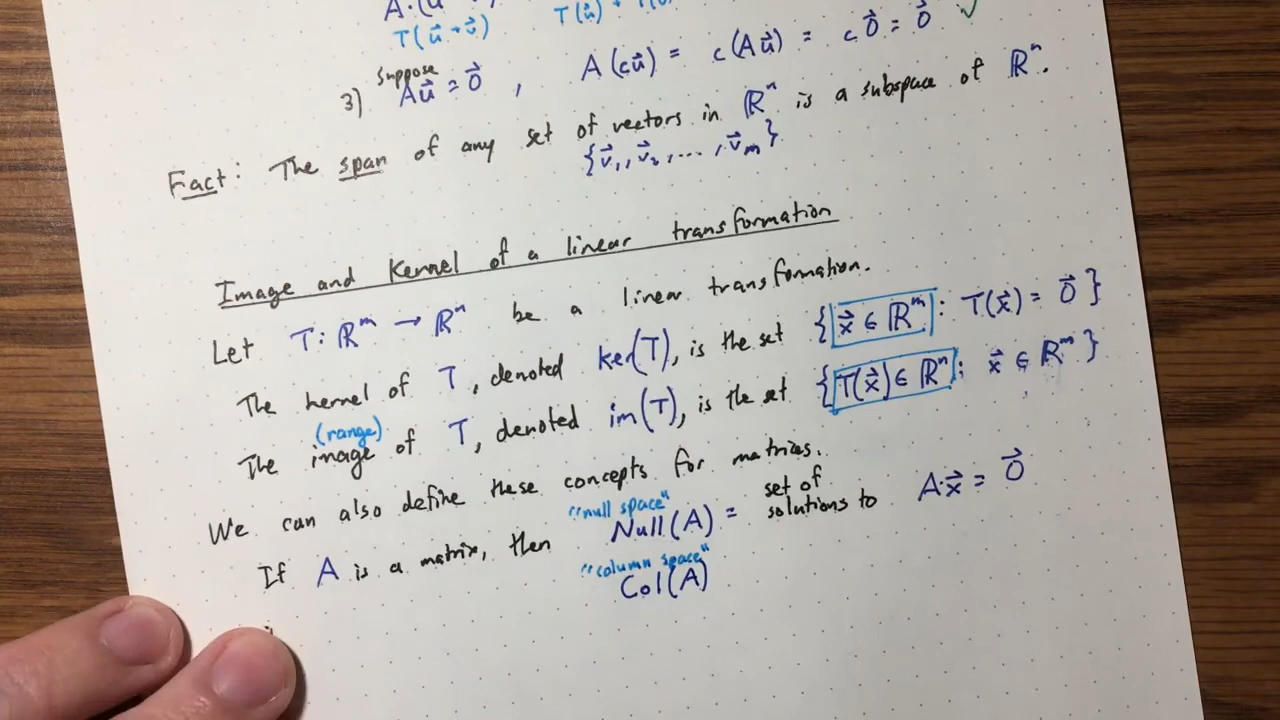 A·(u
T(u⃗ + v⃗) T(u⃗) +
3) Suppose Au⃗ = 0⃗ , A(cu⃗) = c(Au⃗) = c0⃗ = 0⃗ ✓
Fact: The span of any set of vectors in ℝⁿ is a subspace of ℝⁿ.
{v⃗₁, v⃗₂, ..., v⃗ₘ}
Image and Kernel of a linear transformation
Let T: ℝᵐ → ℝⁿ be a linear transformation.
The kernel of T, denoted ker(T), is the set {x⃗ ∈ ℝᵐ : T(x⃗) = 0⃗}
(range)
The image of T, denoted im(T), is the set {T(x⃗) ∈ ℝⁿ : x⃗ ∈ ℝᵐ}
We can also define these concepts for matrices.
"null space"
If A is a matrix, then Null(A) = set of solutions to A·x⃗ = 0⃗
"column space"
Col(A)